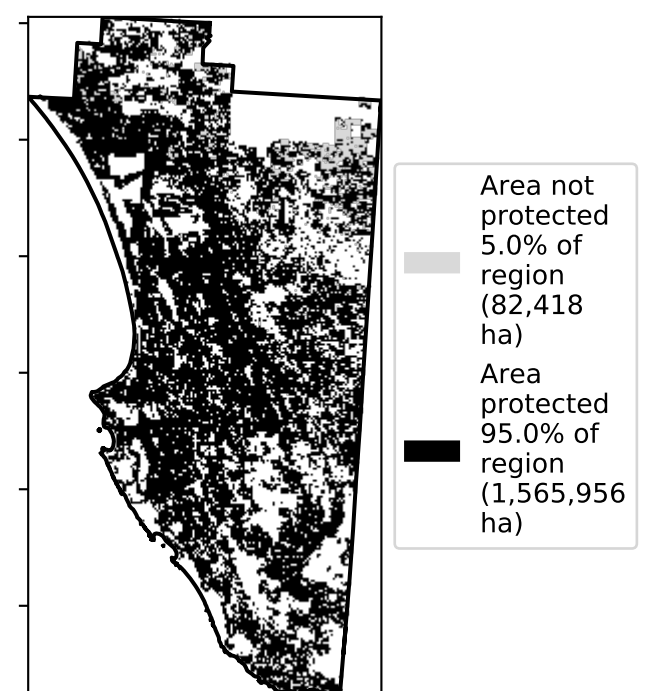 Area not
protected
5.0% of
region
(82,418
ha)
Area
protected
95.0% of
region
(1,565,956
ha)